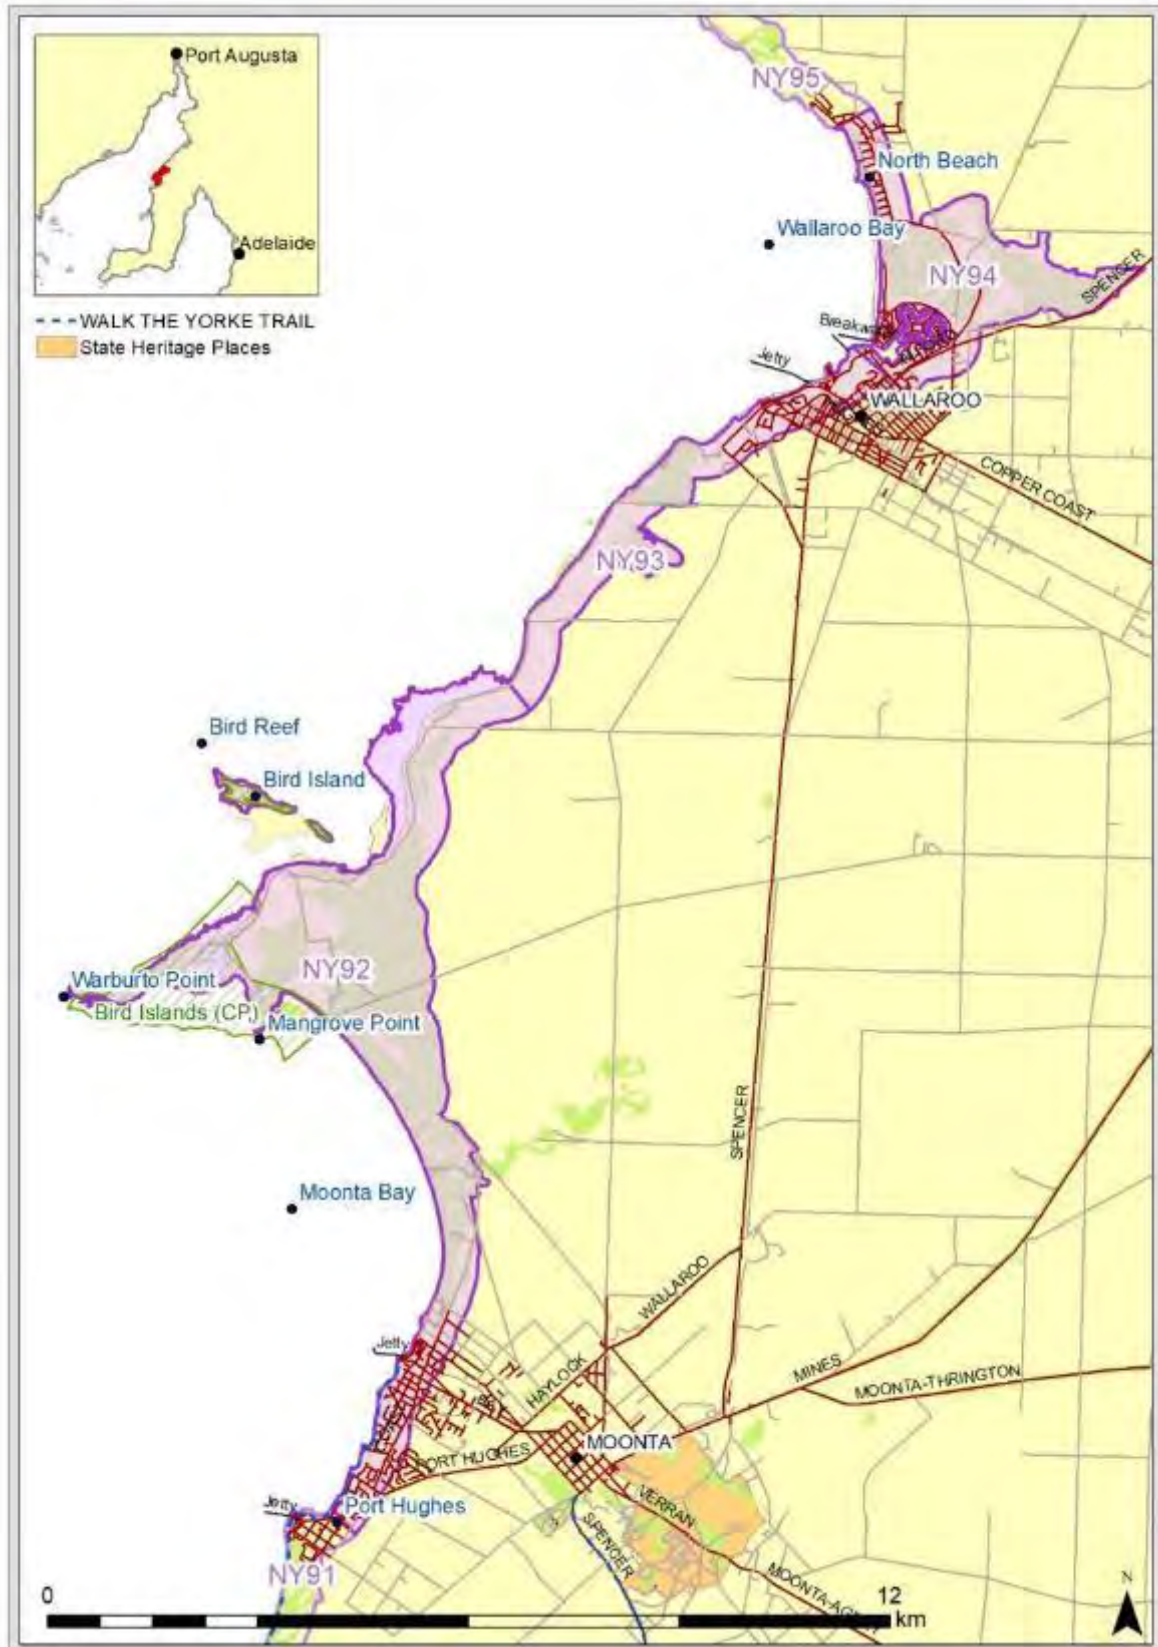 Port Augusta
Adelaide
WALK THE YORKE TRAIL
State Heritage Places
NY95
North Beach
Wallaroo Bay
NY94
SPENCER
Jetty
WALLAROO
COPPER COAST
NY93
Bird Reef
Bird Island
NY92
Warburto Point
Bird Islands (CP)
Mangrove Point
SPENCER
Moonta Bay
WALLAROO
Jetty
HAYLOCK
MINES
MOONTA-THRINGTON
MOONTA
PORT HUGHES
VERRAN
Jetty
Port Hughes
SPENCER
NY91
N
0
12
km